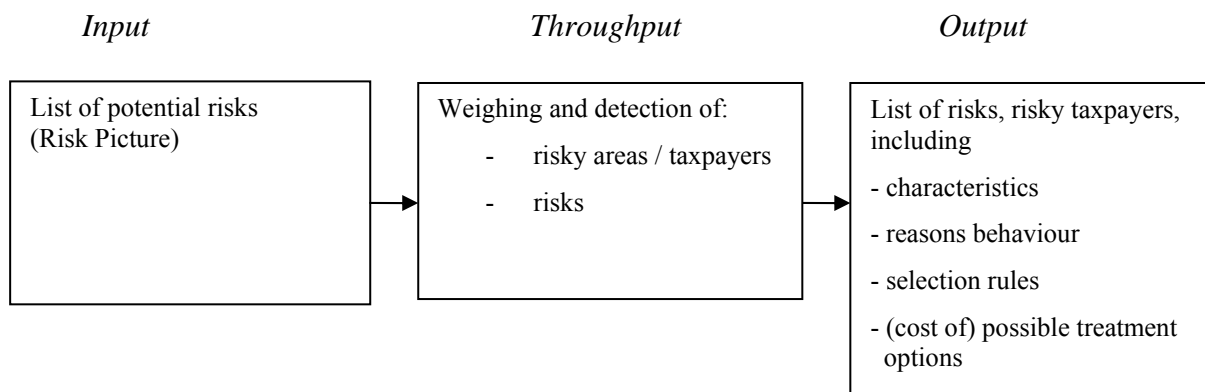 Input
Throughput
Output
List of potential risks
(Risk Picture)
Weighing and detection of:
- risky areas / taxpayers
- risks
List of risks, risky taxpayers,
including
- characteristics
- reasons behaviour
- selection rules
- (cost of) possible treatment
options